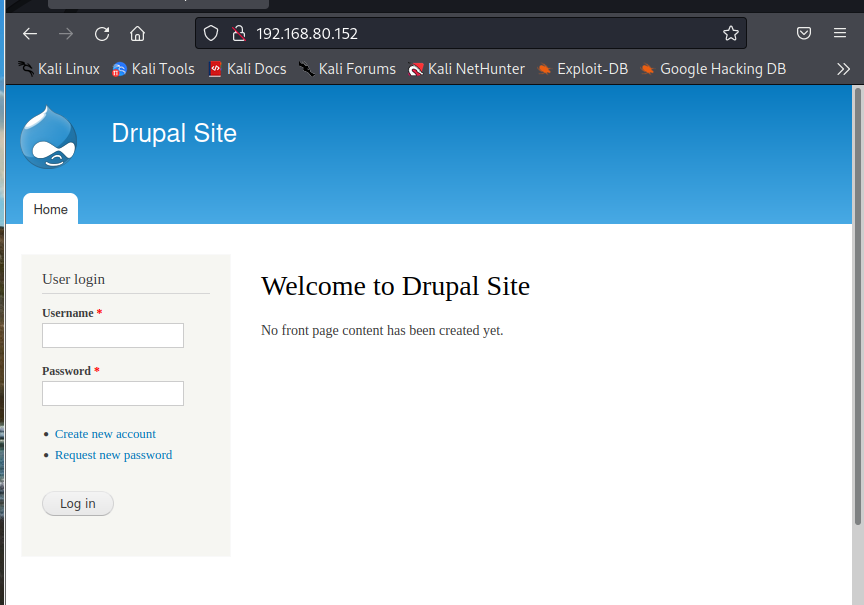 192.168.80.152
Kali Linux Kali Tools Kali Docs Kali Forums Kali NetHunter Exploit-DB Google Hacking DB
Drupal Site
Home
User login
Username *
Password *
Create new account
Request new password
Log in
Welcome to Drupal Site
No front page content has been created yet.